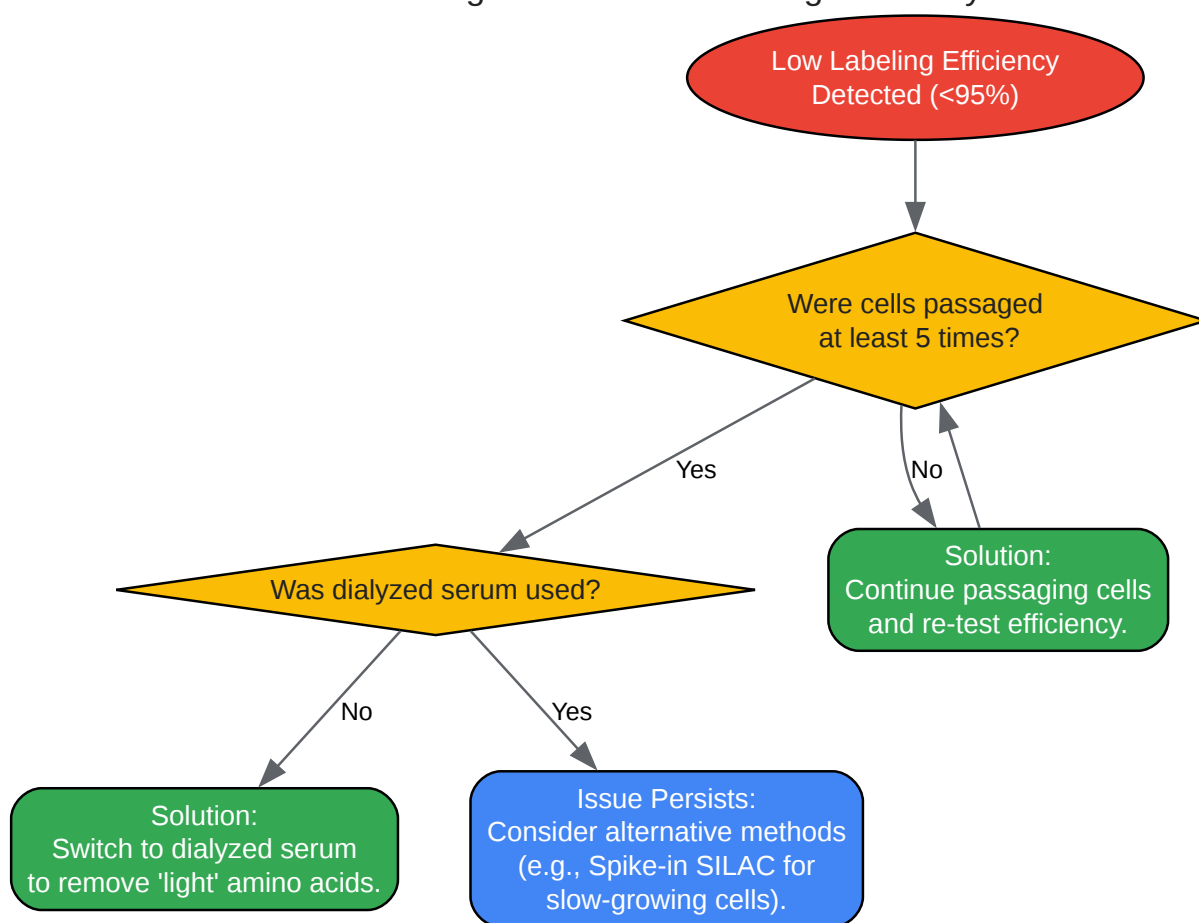 Low Labeling Efficiency
Detected (<95%)
Were cells passaged
at least 5 times?
Yes
No
Solution:
Continue passaging cells
and re-test efficiency.
Was dialyzed serum used?
No
Yes
Solution:
Switch to dialyzed serum
to remove 'light' amino acids.
Issue Persists:
Consider alternative methods
(e.g., Spike-in SILAC for
slow-growing cells).